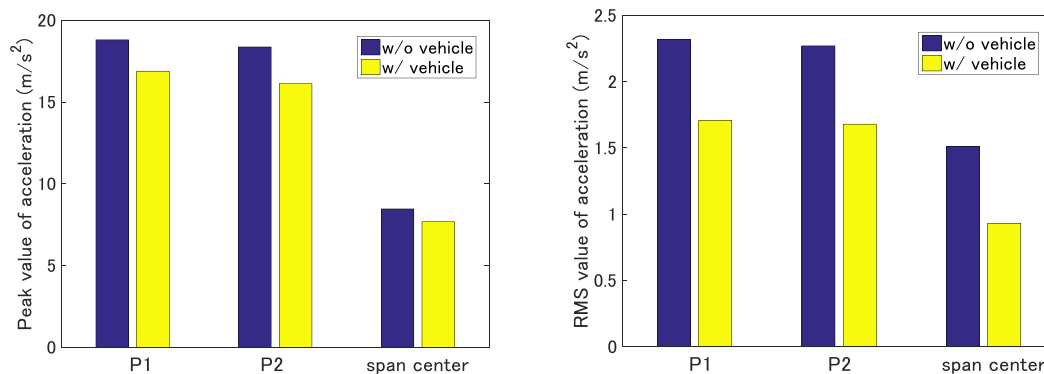 Peak value of acceleration (m/s²)
20
15
10
5
0
w/o vehicle
w/ vehicle
P1
P2
span center
RMS value of acceleration (m/s²)
2.5
2
1.5
1
0.5
0
w/o vehicle
w/ vehicle
P1
P2
span center